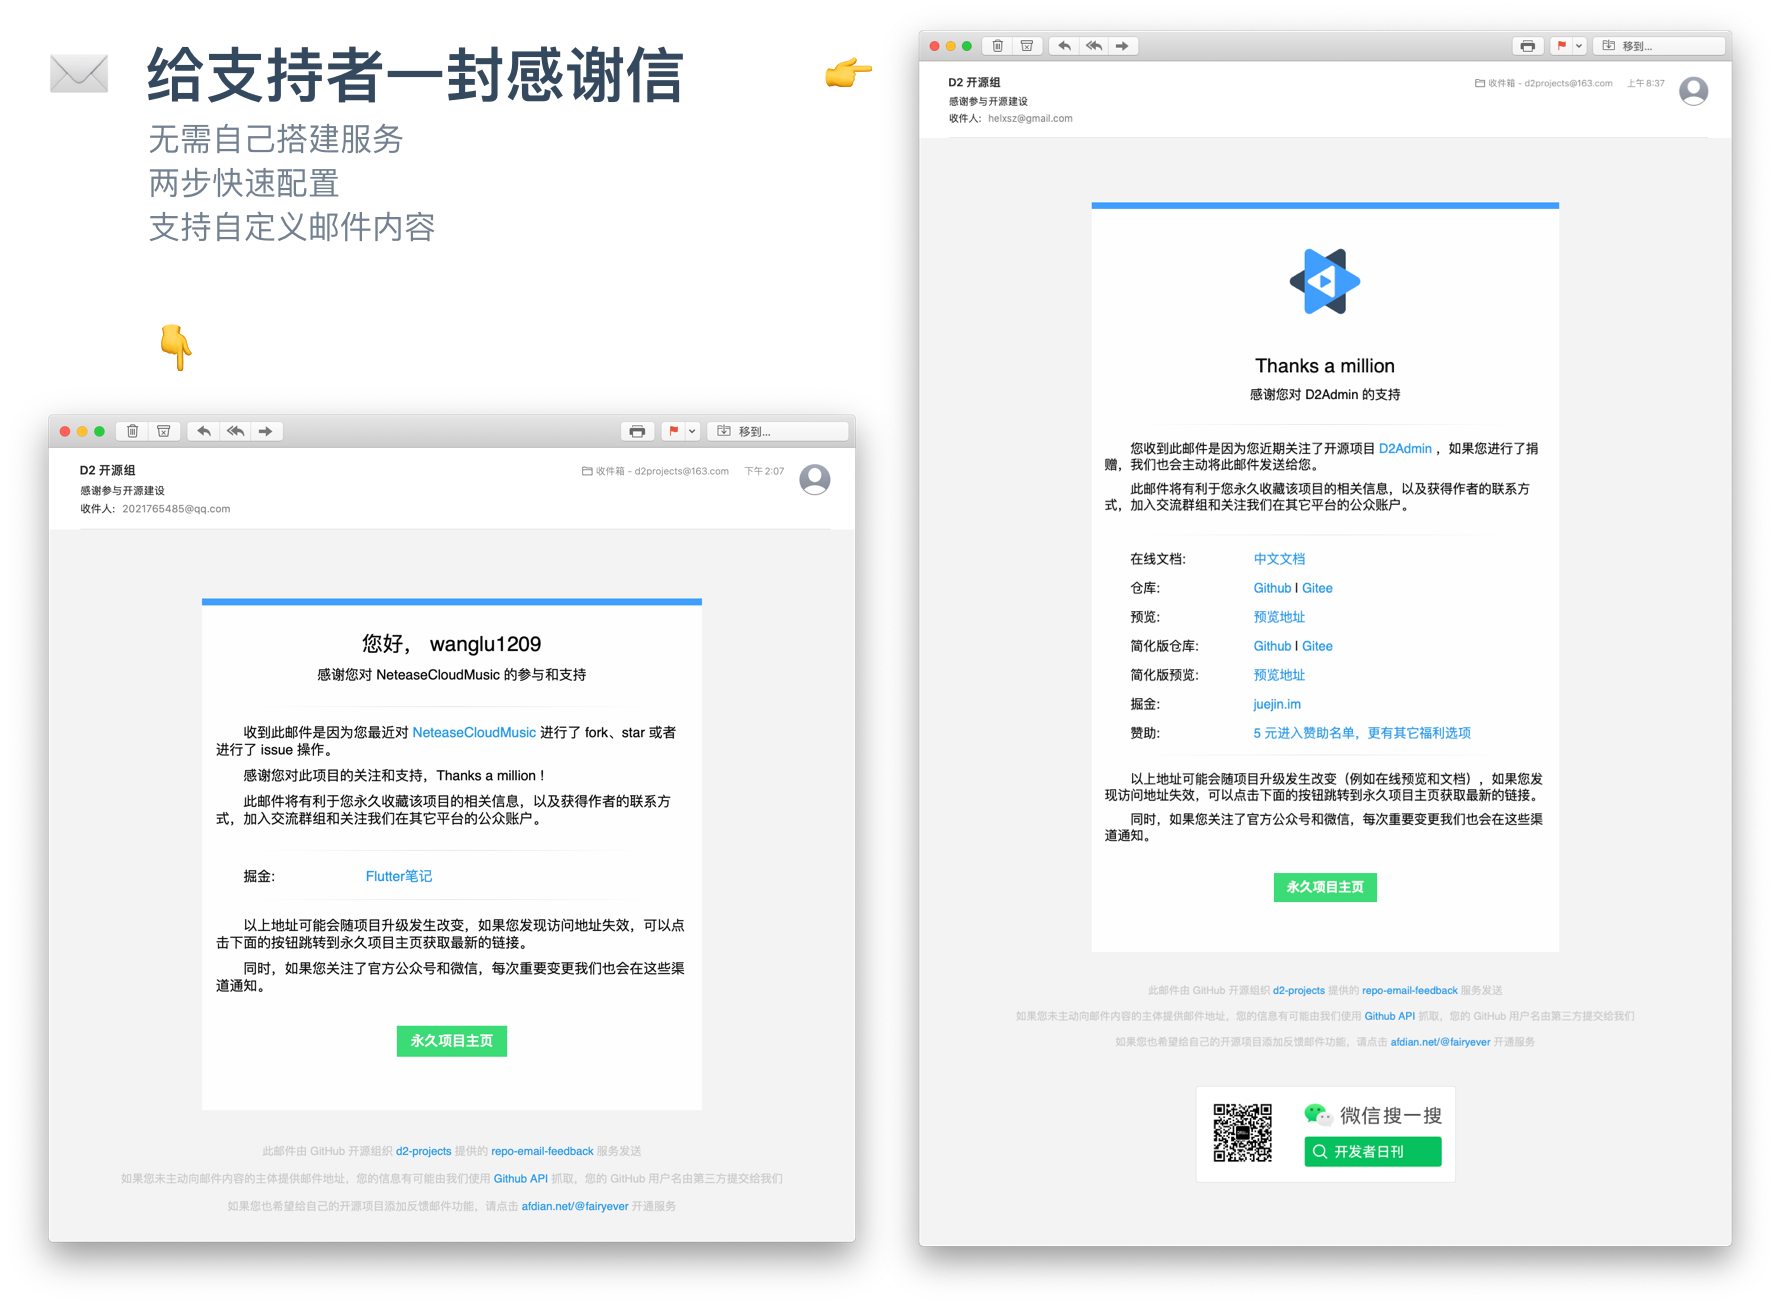 给支持者一封感谢信
无需自己搭建服务
两步快速配置
支持自定义邮件内容
移到...
D2 开源组
收件箱 - d2projects@163.com
下午 2:07
感谢参与开源建设
收件人: 2021765485@qq.com
您好， wanglu1209
感谢您对 NeteaseCloudMusic 的参与和支持
收到此邮件是因为您最近对 NeteaseCloudMusic 进行了 fork、star 或者
进行了 issue 操作。
感谢您对此项目的关注和支持，Thanks a million !
此邮件将有利于您永久收藏该项目的相关信息，以及获得作者的联系方
式，加入交流群组和关注我们在其它平台的公众账户。
掘金: Flutter笔记
以上地址可能会随项目升级发生改变，如果您发现访问地址失效，可以点
击下面的按钮跳转到永久项目主页获取最新的链接。
同时，如果您关注了官方公众号和微信，每次重要变更我们也会在这些渠
道通知。
永久项目主页
此邮件由 GitHub 开源组织 d2-projects 提供的 repo-email-feedback 服务发送
如果您未主动向邮件内容的主体提供邮件地址，您的信息有可能由我们使用 Github API 抓取，您的 GitHub 用户名由第三方提交给我们
如果您也希望给自己的开源项目添加反馈邮件功能，请点击 afdian.net/@fairyever 开通服务
移到...
D2 开源组
收件箱 - d2projects@163.com
上午 8:37
感谢参与开源建设
收件人: helxsz@gmail.com
Thanks a million
感谢您对 D2Admin 的支持
您收到此邮件是因为您近期关注了开源项目 D2Admin ，如果您进行了捐
赠，我们也会主动将此邮件发送给您。
此邮件将有利于您永久收藏该项目的相关信息，以及获得作者的联系方
式，加入交流群组和关注我们在其它平台的公众账户。
在线文档: 中文文档
仓库: Github | Gitee
预览: 预览地址
简化版仓库: Github | Gitee
简化版预览: 预览地址
掘金: juejin.im
赞助: 5 元进入赞助名单，更有其它福利选项
以上地址可能会随项目升级发生改变（例如在线预览和文档），如果您发
现访问地址失效，可以点击下面的按钮跳转到永久项目主页获取最新的链接。
同时，如果您关注了官方公众号和微信，每次重要变更我们也会在这些渠
道通知。
永久项目主页
此邮件由 GitHub 开源组织 d2-projects 提供的 repo-email-feedback 服务发送
如果您未主动向邮件内容的主体提供邮件地址，您的信息有可能由我们使用 Github API 抓取，您的 GitHub 用户名由第三方提交给我们
如果您也希望给自己的开源项目添加反馈邮件功能，请点击 afdian.net/@fairyever 开通服务
微信搜一搜
开发者日刊